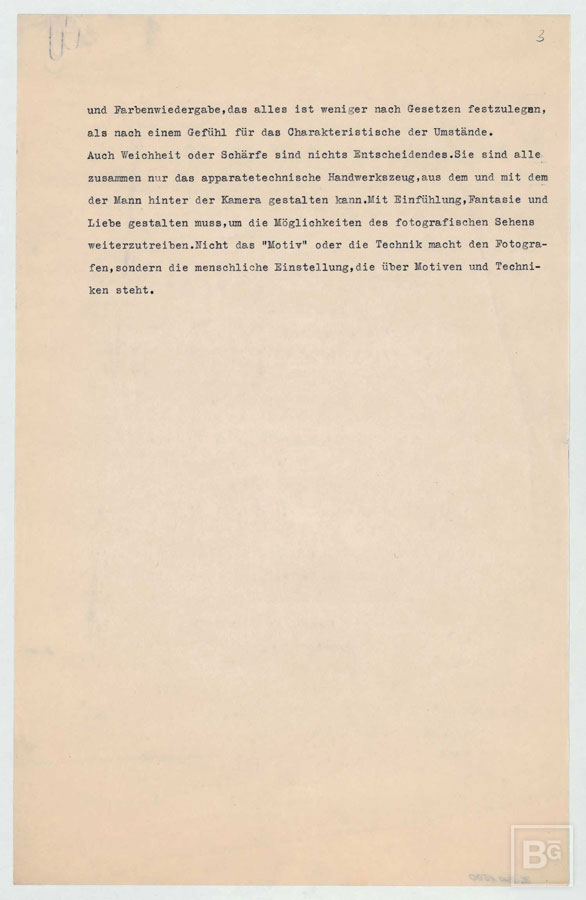 3
und Farbenwiedergabe,das alles ist weniger nach Gesetzen festzulegen,
als nach einem Gefühl für das Charakteristische der Umstände.
Auch Weichheit oder Schärfe sind nichts Entscheidendes.Sie sind alle
zusammen nur das apparatetechnische Handwerkszeug,aus dem und mit dem
der Mann hinter der Kamera gestalten kann.Mit Einfühlung,Fantasie und
Liebe gestalten muss,um die Möglichkeiten des fotografischen Sehens
weiterzutreiben.Nicht das "Motiv" oder die Technik macht den Fotogra-
fen,sondern die menschliche Einstellung,die über Motiven und Techni-
ken steht.
BG